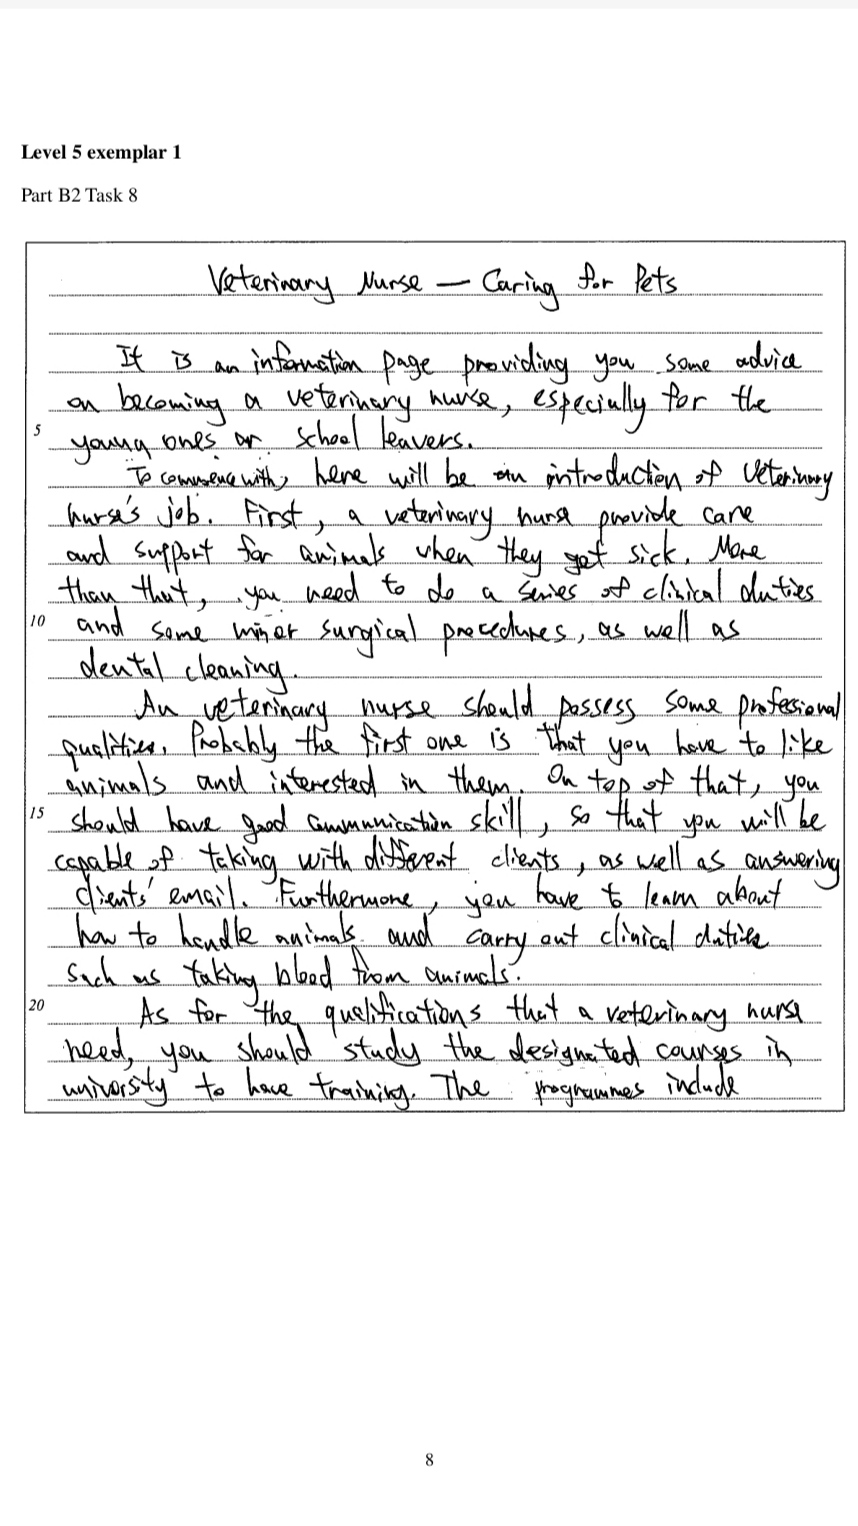 Level 5 exemplar 1
Part B2 Task 8
Veterinary Nurse — Caring for Pets
It is an information page providing you some advice
on becoming a veterinary nurse, especially for the
5
young ones or school leavers.
To commence with, here will be an introduction of veterinary
nurse's job. First, a veterinary nurse provide care
and support for animals when they get sick. More
than that, you need to do a series of clinical duties
10
and some minor surgical procedures, as well as
dental cleaning.
An veterinary nurse should possess some professional
qualities. Probably the first one is that you have to like
animals and interested in them. On top of that, you
15
should have good communication skill, so that you will be
capable of taking with different clients, as well as answering
clients' email. Furthermore, you have to learn about
how to handle animals and carry out clinical duties
such as taking blood from animals.
20
As for the qualifications that a veterinary nurse
need, you should study the designated courses in
university to have training. The programmes include
8